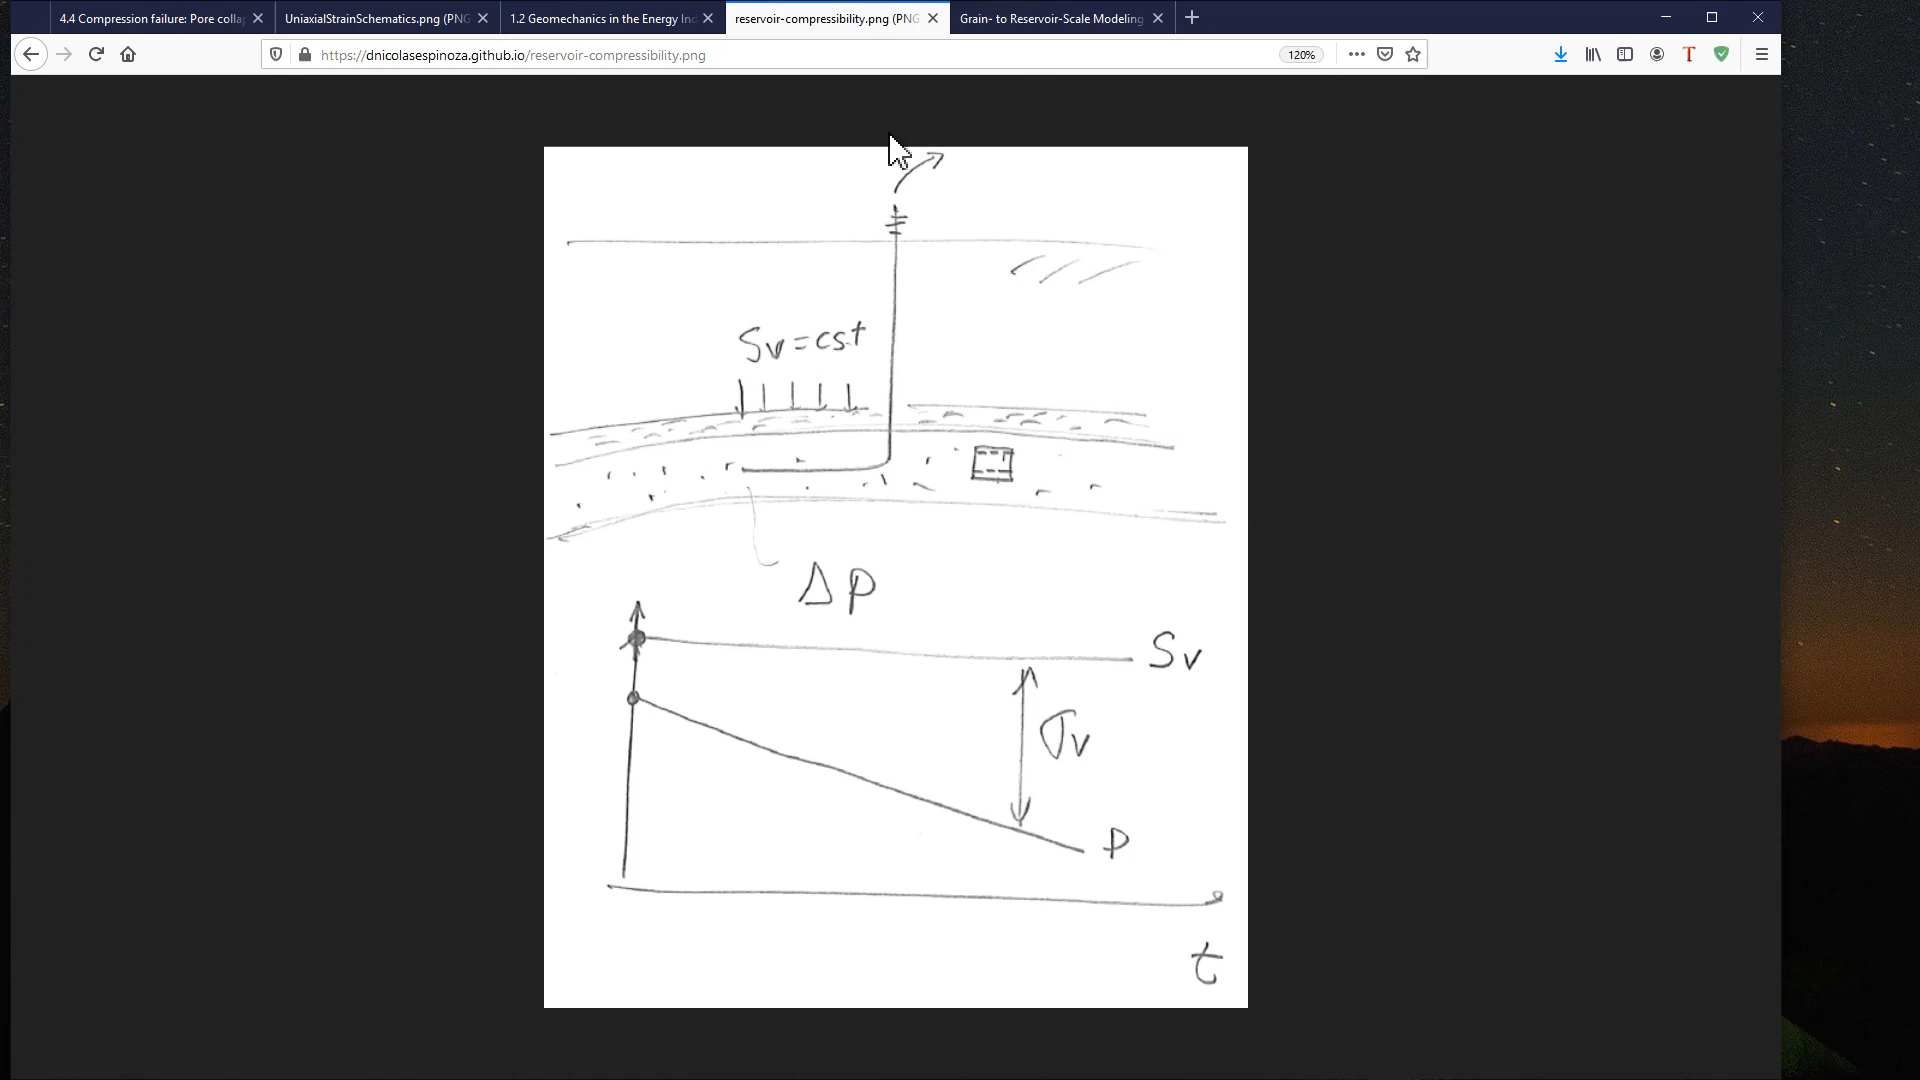 4.4 Compression failure: Pore colla
UniaxialStrainSchematics.png (PNG
1.2 Geomechanics in the Energy In
reservoir-compressibility.png (PNG
Grain- to Reservoir-Scale Modeling
https://dnicolasespinoza.github.io/reservoir-compressibility.png
120%
T
Sv=cst
Δp
Sv
σv
P
t